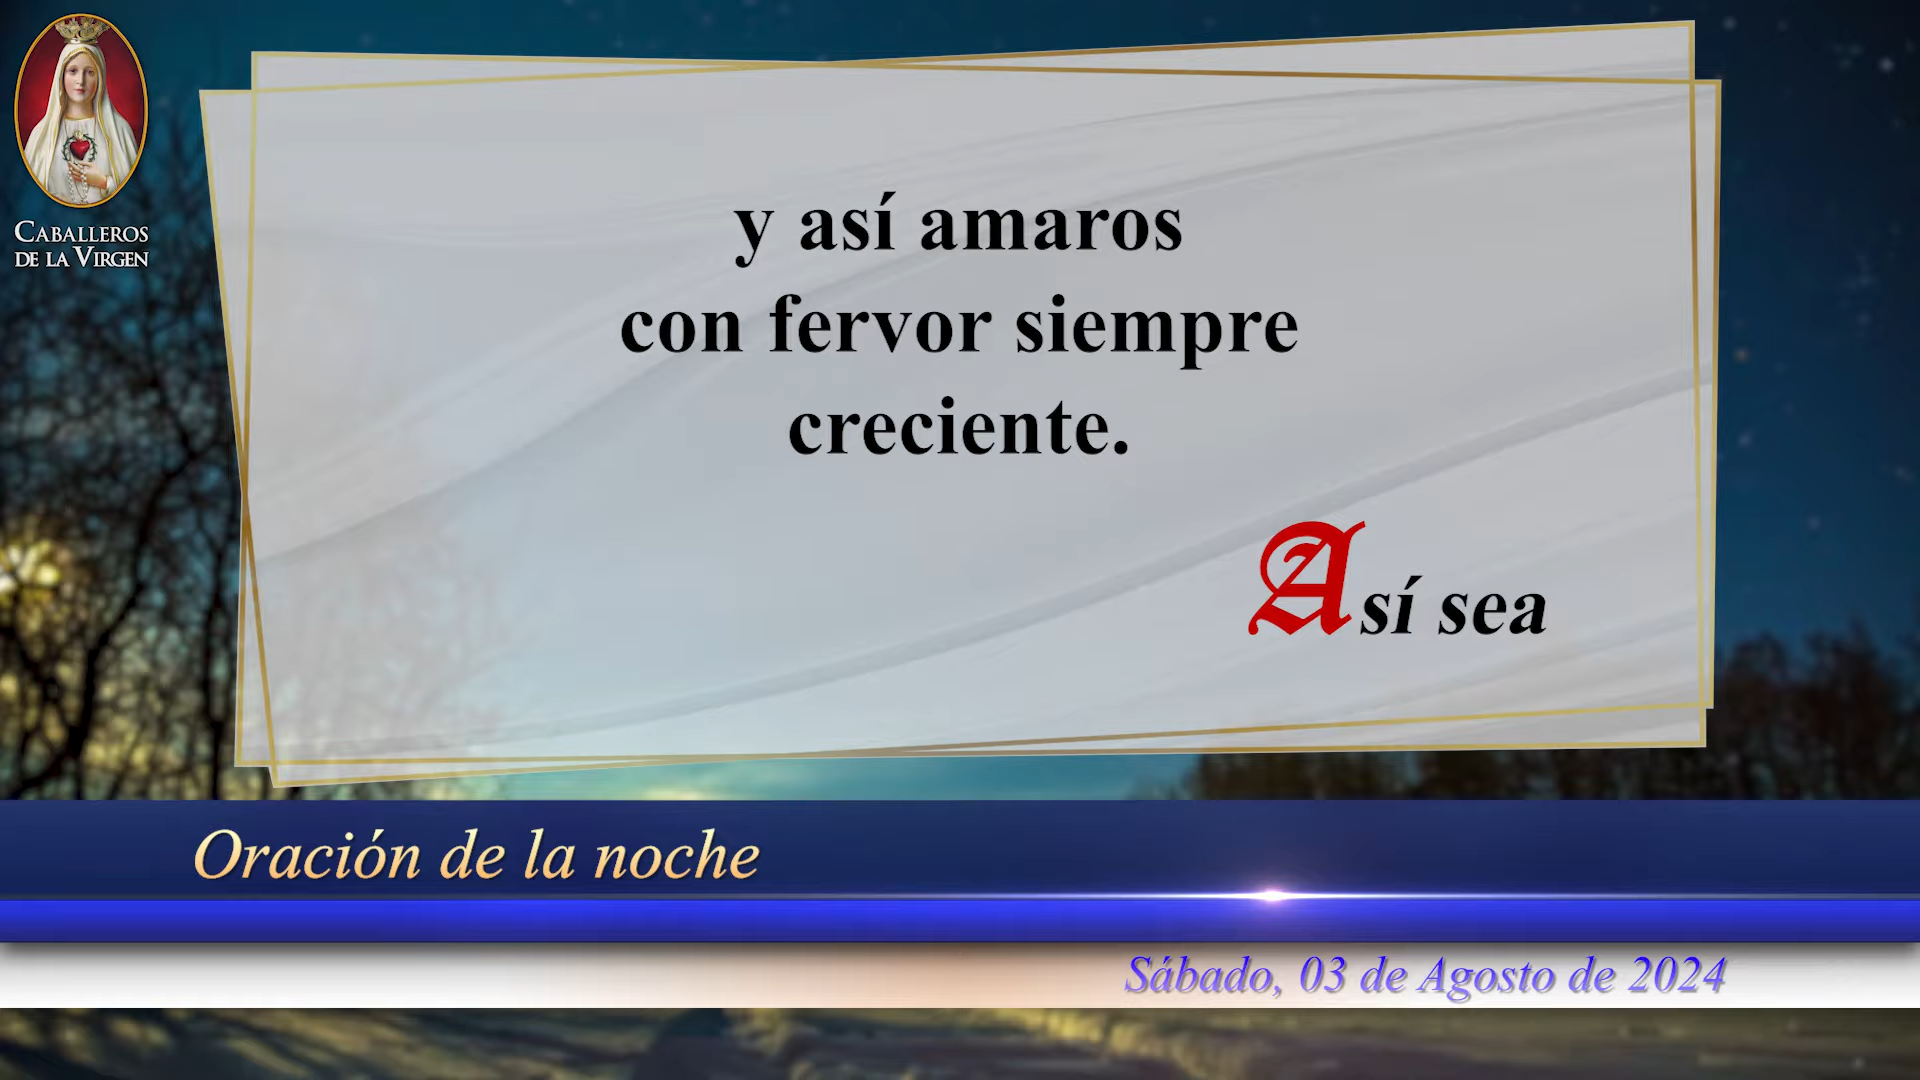 CABALLEROS
DE LA VIRGEN
y así amaros
con fervor siempre
creciente.
Así sea
Oración de la noche
Sábado, 03 de Agosto de 2024